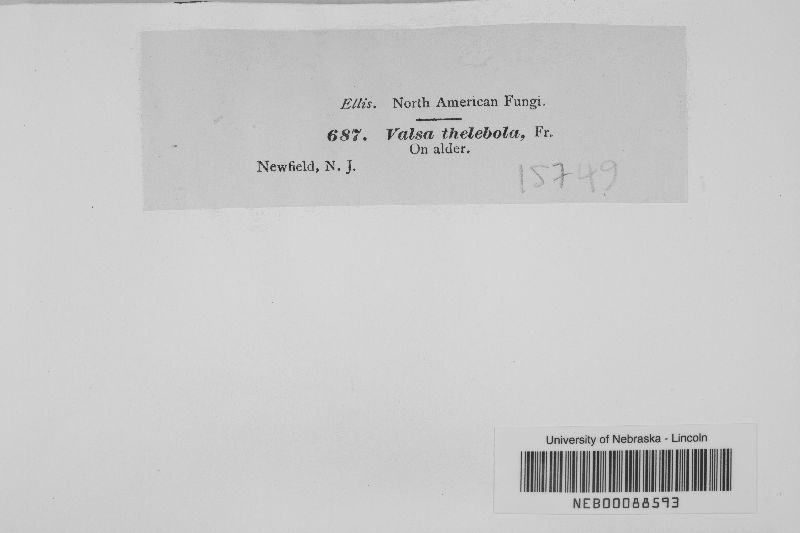 Ellis. North American Fungi.
687. Valsa thelebola, Fr.
On alder.
Newfield, N. J.
15749
University of Nebraska - Lincoln
NEB00088593